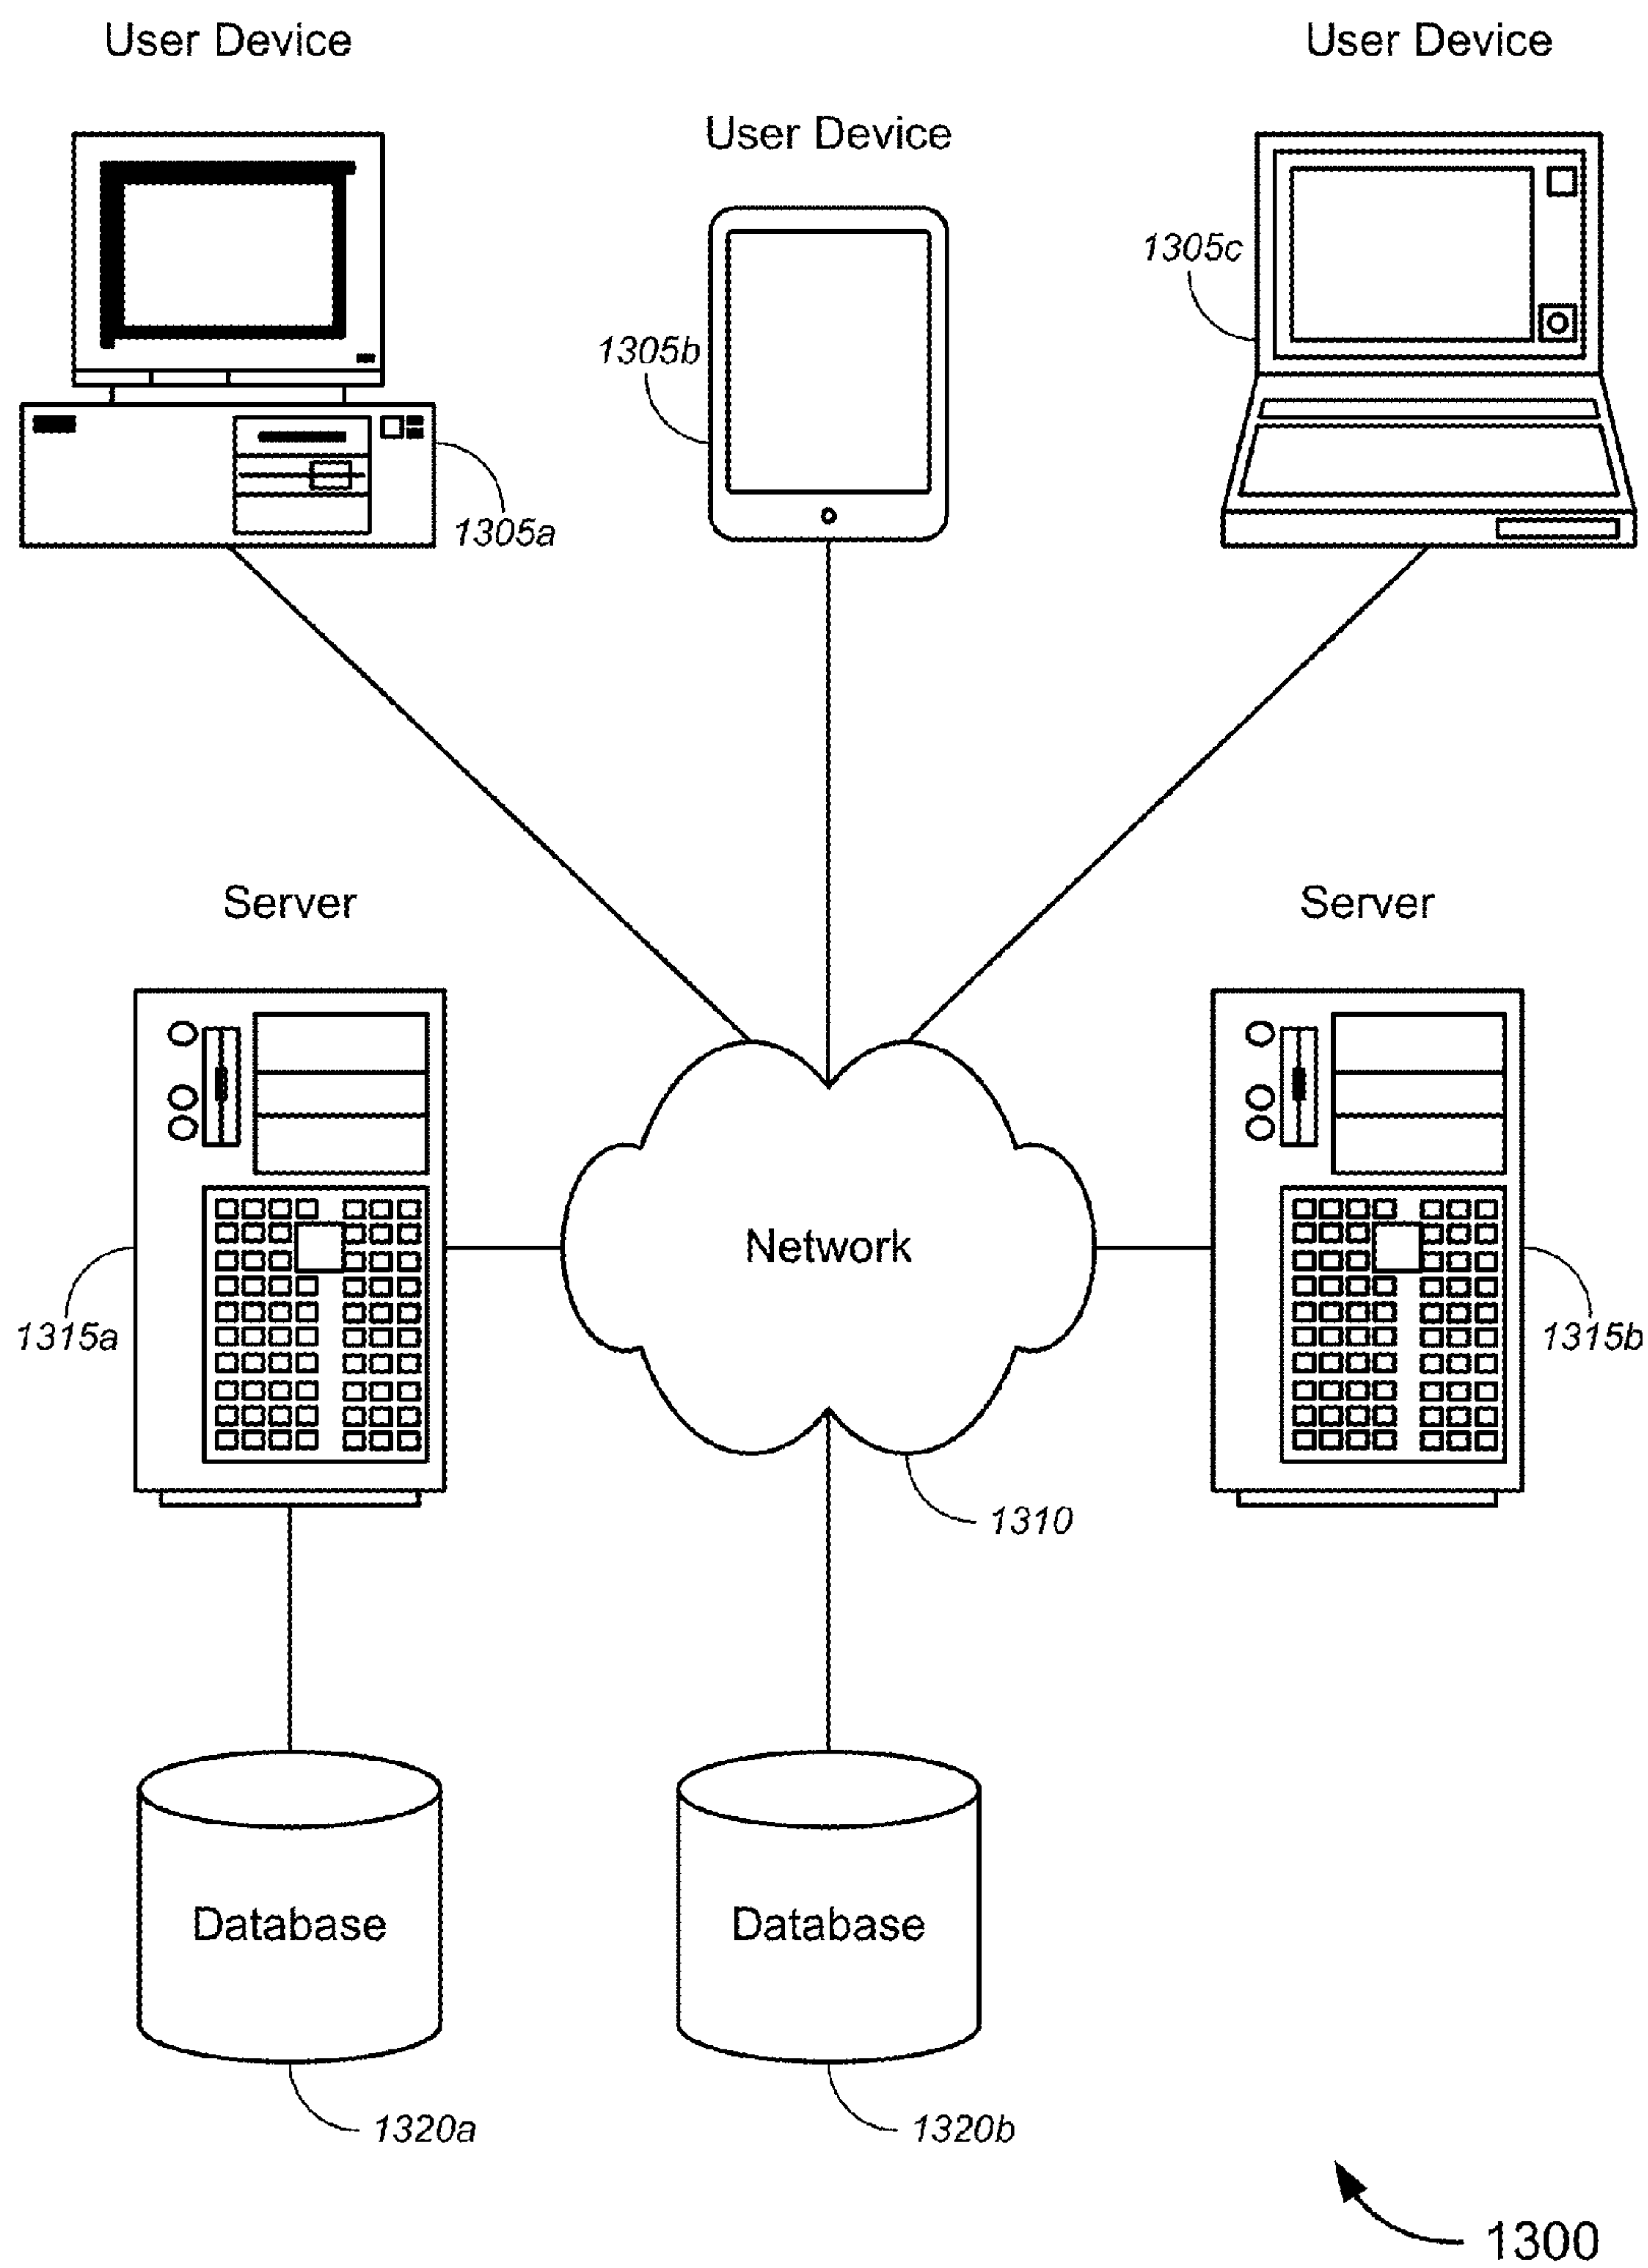 User Device
User Device
User Device
1305c
1305b
1305a
Server
Server
Network
1315a
1315b
1310
Database
Database
1320a
1320b
1300